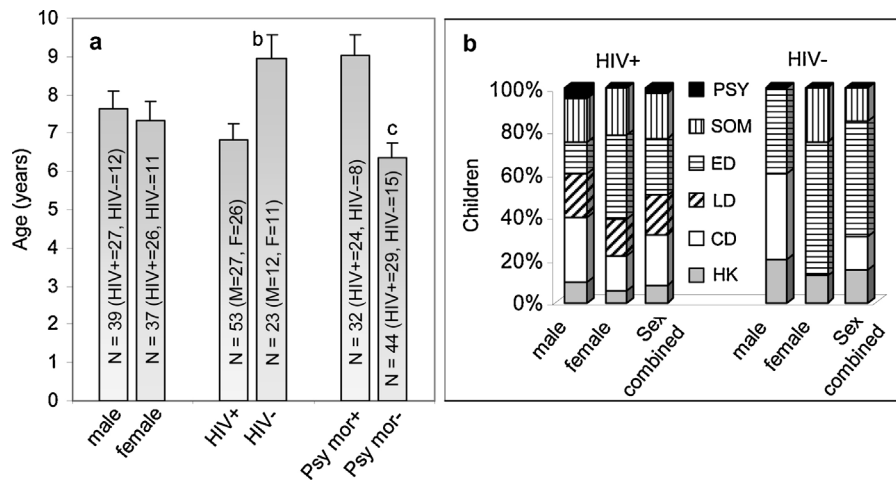 a
Age (years)
10
9
8
7
6
5
4
3
2
1
0
b
c
N = 39 (HIV+=27, HIV-=12)
N = 37 (HIV+=26, HIV-=11
N = 53 (M=27, F=26)
N = 23 (M=12, F=11)
N = 32 (HIV+=24, HIV-=8)
N = 44 (HIV+=29, HIV-=15)
male
female
HIV+
HIV-
Psy mor+
Psy mor-
b
HIV+
HIV-
Children
100%
80%
60%
40%
20%
0%
PSY
SOM
ED
LD
CD
HK
male
female
Sex
combined
male
female
Sex
combined